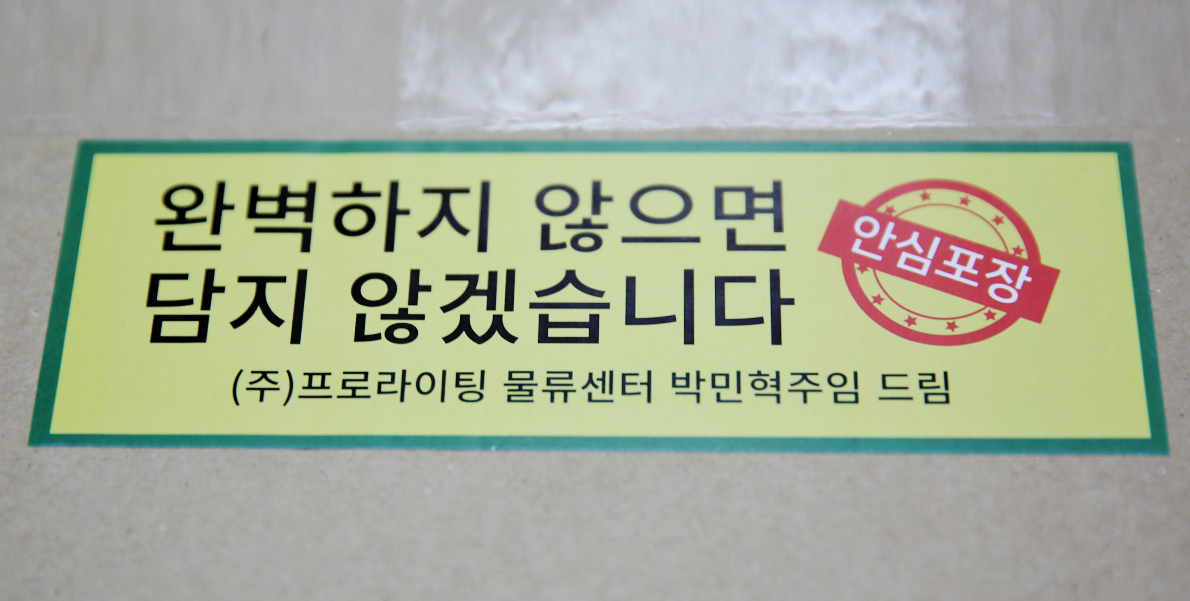 완벽하지 않으면
담지 않겠습니다
안심포장
(주)프로라이팅 물류센터 박민혁주임 드림